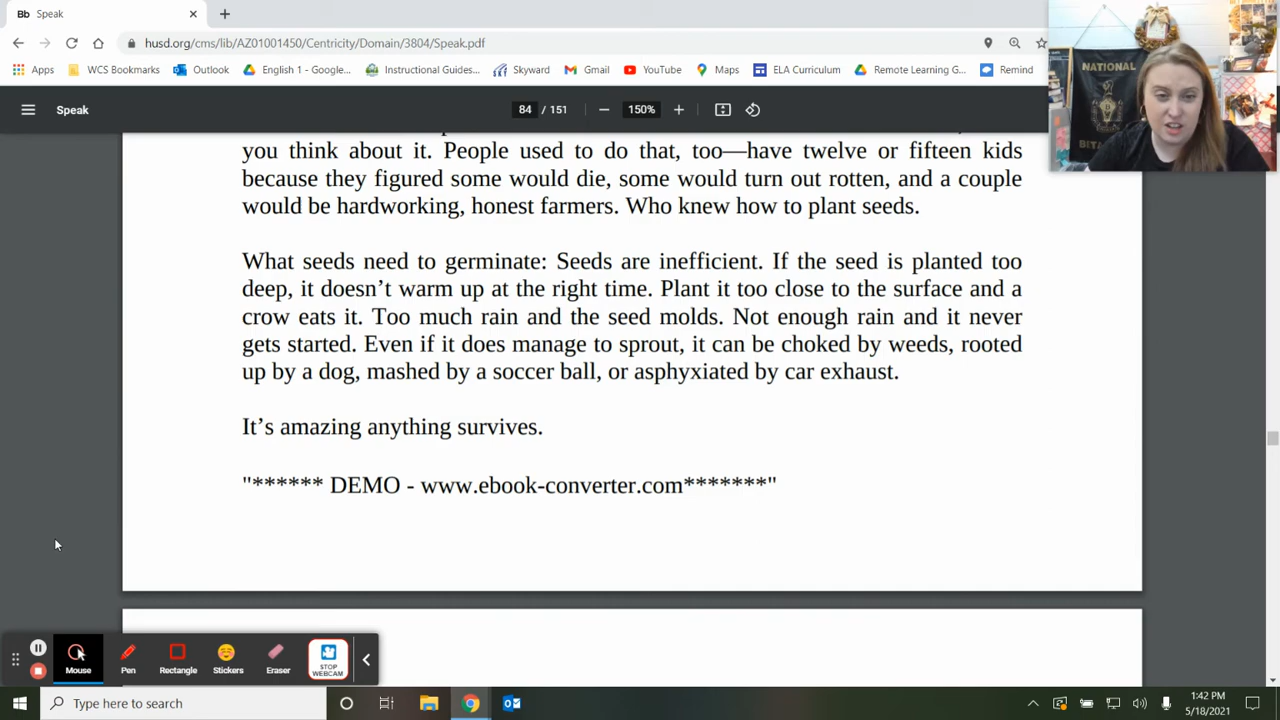 Bb Speak
husd.org/cms/lib/AZ01001450/Centricity/Domain/3804/Speak.pdf
Apps WCS Bookmarks Outlook English 1 - Google... Instructional Guides... Skyward Gmail YouTube Maps ELA Curriculum Remote Learning G... Remind
NATIONAL
Speak 84 / 151 150%
you think about it. People used to do that, too—have twelve or fifteen kids
because they figured some would die, some would turn out rotten, and a couple
would be hardworking, honest farmers. Who knew how to plant seeds.
What seeds need to germinate: Seeds are inefficient. If the seed is planted too
deep, it doesn’t warm up at the right time. Plant it too close to the surface and a
crow eats it. Too much rain and the seed molds. Not enough rain and it never
gets started. Even if it does manage to sprout, it can be choked by weeds, rooted
up by a dog, mashed by a soccer ball, or asphyxiated by car exhaust.
It’s amazing anything survives.
"****** DEMO - www.ebook-converter.com*******"
Mouse Pen Rectangle Stickers Eraser STOP
WEBCAM
Type here to search
1:42 PM
5/18/2021